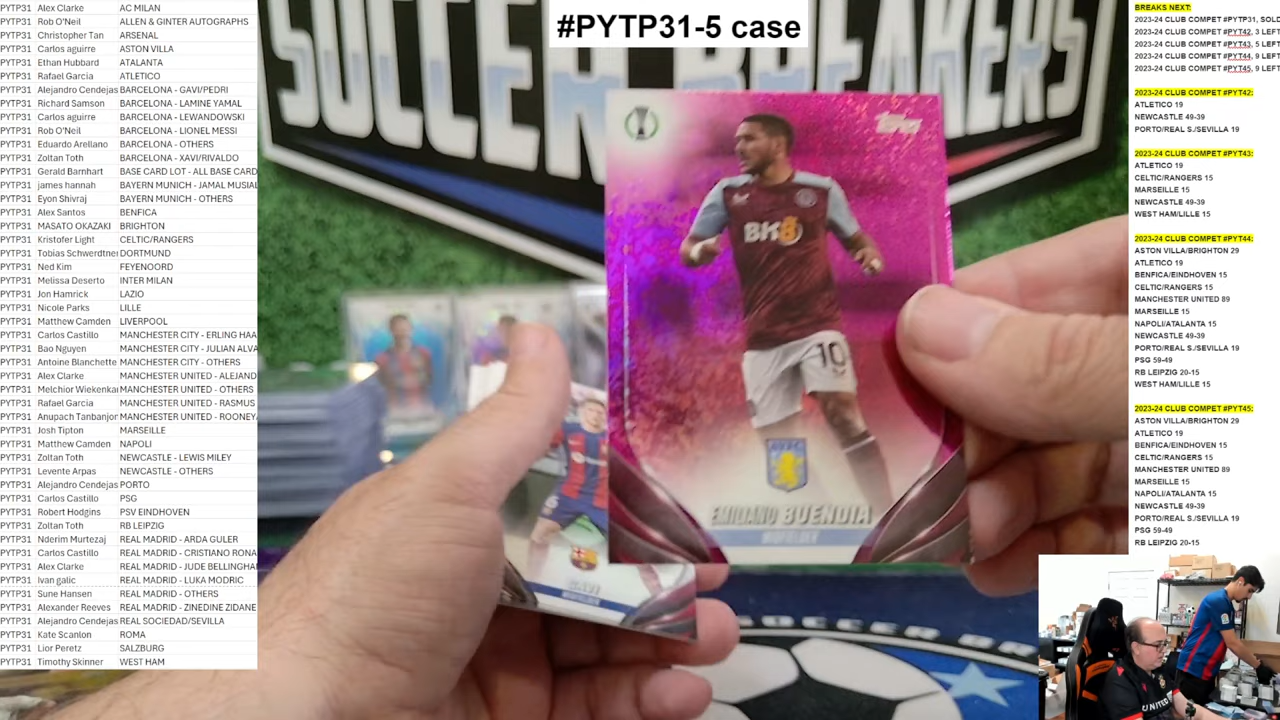 #PYTP31-5 case
SOCCER BREAKERS
PYTP31 Alex Clarke AC MILAN
PYTP31 Rob O'Neil ALLEN & GINTER AUTOGRAPHS
PYTP31 Christopher Tan ARSENAL
PYTP31 Carlos aguirre ASTON VILLA
PYTP31 Ethan Hubbard ATALANTA
PYTP31 Rafael Garcia ATLETICO
PYTP31 Alejandro Cendejas BARCELONA - GAVI/PEDRI
PYTP31 Richard Samson BARCELONA - LAMINE YAMAL
PYTP31 Carlos aguirre BARCELONA - LEWANDOWSKI
PYTP31 Rob O'Neil BARCELONA - LIONEL MESSI
PYTP31 Eduardo Arellano BARCELONA - OTHERS
PYTP31 Zoltan Toth BARCELONA - XAVI/RIVALDO
PYTP31 Gerald Barnhart BASE CARD LOT - ALL BASE CARD
PYTP31 james hannah BAYERN MUNICH - JAMAL MUSIAL
PYTP31 Eyon Shivraj BAYERN MUNICH - OTHERS
PYTP31 Alex Santos BENFICA
PYTP31 MASATO OKAZAKI BRIGHTON
PYTP31 Kristofer Light CELTIC/RANGERS
PYTP31 Tobias Schwerdtner DORTMUND
PYTP31 Ned Kim FEYENOORD
PYTP31 Melissa Deserto INTER MILAN
PYTP31 Jon Hamrick LAZIO
PYTP31 Nicole Parks LILLE
PYTP31 Matthew Camden LIVERPOOL
PYTP31 Carlos Castillo MANCHESTER CITY - ERLING HAA
PYTP31 Bao Nguyen MANCHESTER CITY - JULIAN ALVA
PYTP31 Antoine Blanchette MANCHESTER CITY - OTHERS
PYTP31 Alex Clarke MANCHESTER UNITED - ALEJAND
PYTP31 Melchior Wiekenka MANCHESTER UNITED - OTHERS
PYTP31 Rafael Garcia MANCHESTER UNITED - RASMUS
PYTP31 Anupach Tanbanjor MANCHESTER UNITED - ROONEY
PYTP31 Josh Tipton MARSEILLE
PYTP31 Matthew Camden NAPOLI
PYTP31 Zoltan Toth NEWCASTLE - LEWIS MILEY
PYTP31 Levente Arpas NEWCASTLE - OTHERS
PYTP31 Alejandro Cendejas PORTO
PYTP31 Carlos Castillo PSG
PYTP31 Robert Hodgins PSV EINDHOVEN
PYTP31 Zoltan Toth RB LEIPZIG
PYTP31 Nderim Murtezaj REAL MADRID - ARDA GULER
PYTP31 Carlos Castillo REAL MADRID - CRISTIANO RONA
PYTP31 Alex Clarke REAL MADRID - JUDE BELLINGHA
PYTP31 Ivan galic REAL MADRID - LUKA MODRIC
PYTP31 Sune Hansen REAL MADRID - OTHERS
PYTP31 Alexander Reeves REAL MADRID - ZINEDINE ZIDANE
PYTP31 Alejandro Cendejas REAL SOCIEDAD/SEVILLA
PYTP31 Kate Scanlon ROMA
PYTP31 Lior Peretz SALZBURG
PYTP31 Timothy Skinner WEST HAM
topps
BK8
10
EMILIANO BUENDIA
MIDFIELDER
BREAKS NEXT:
2023-24 CLUB COMPET #PYTP31, SOLD
2023-24 CLUB COMPET #PYT42, 3 LEFT
2023-24 CLUB COMPET #PYT43, 5 LEFT
2023-24 CLUB COMPET #PYT44, 9 LEFT
2023-24 CLUB COMPET #PYT45, 9 LEFT
2023-24 CLUB COMPET #PYT42:
ATLETICO 19
NEWCASTLE 49-39
PORTO/REAL S./SEVILLA 19
2023-24 CLUB COMPET #PYT43:
ATLETICO 19
CELTIC/RANGERS 15
MARSEILLE 15
NEWCASTLE 49-39
WEST HAM/LILLE 15
2023-24 CLUB COMPET #PYT44:
ASTON VILLA/BRIGHTON 29
ATLETICO 19
BENFICA/EINDHOVEN 15
CELTIC/RANGERS 15
MANCHESTER UNITED 89
MARSEILLE 15
NAPOLI/ATALANTA 15
NEWCASTLE 49-39
PORTO/REAL S./SEVILLA 19
PSG 59-49
RB LEIPZIG 20-15
WEST HAM/LILLE 15
2023-24 CLUB COMPET #PYT45:
ASTON VILLA/BRIGHTON 29
ATLETICO 19
BENFICA/EINDHOVEN 15
CELTIC/RANGERS 15
MANCHESTER UNITED 89
MARSEILLE 15
NAPOLI/ATALANTA 15
NEWCASTLE 49-39
PORTO/REAL S./SEVILLA 19
PSG 59-49
RB LEIPZIG 20-15